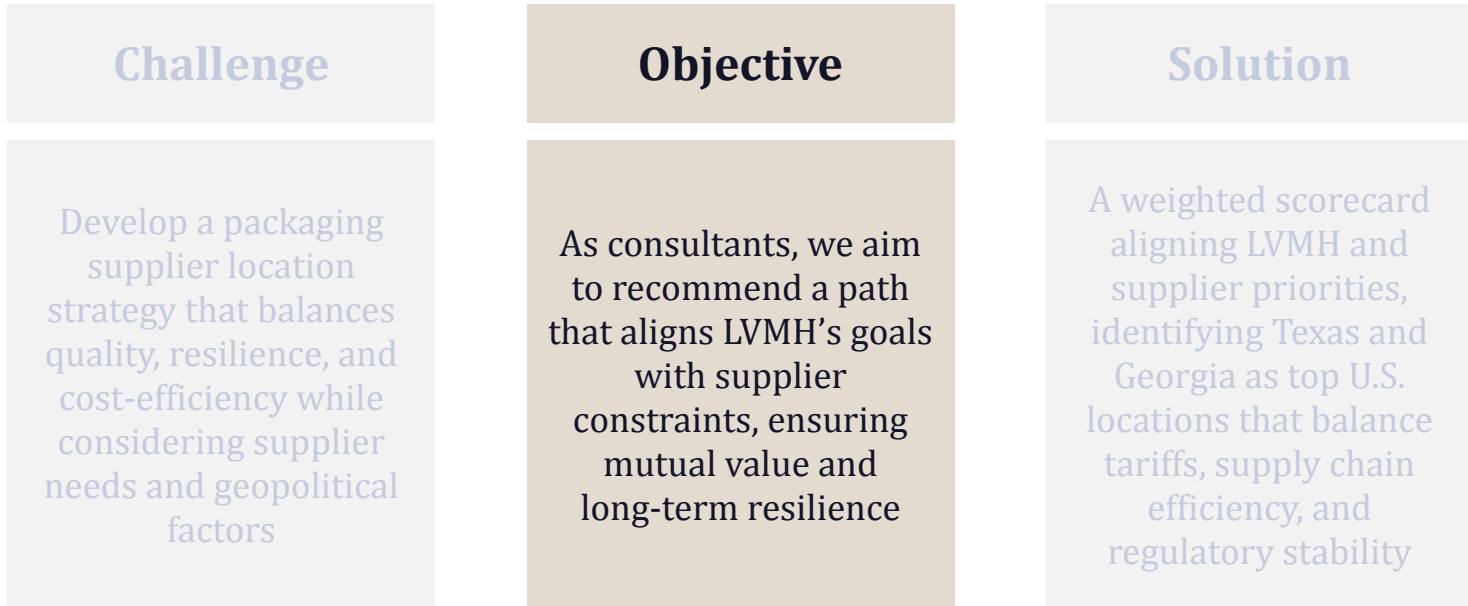 Challenge
Develop a packaging
supplier location
strategy that balances
quality, resilience, and
cost-efficiency while
considering supplier
needs and geopolitical
factors
Objective
As consultants, we aim
to recommend a path
that aligns LVMH’s goals
with supplier
constraints, ensuring
mutual value and
long-term resilience
Solution
A weighted scorecard
aligning LVMH and
supplier priorities,
identifying Texas and
Georgia as top U.S.
locations that balance
tariffs, supply chain
efficiency, and
regulatory stability